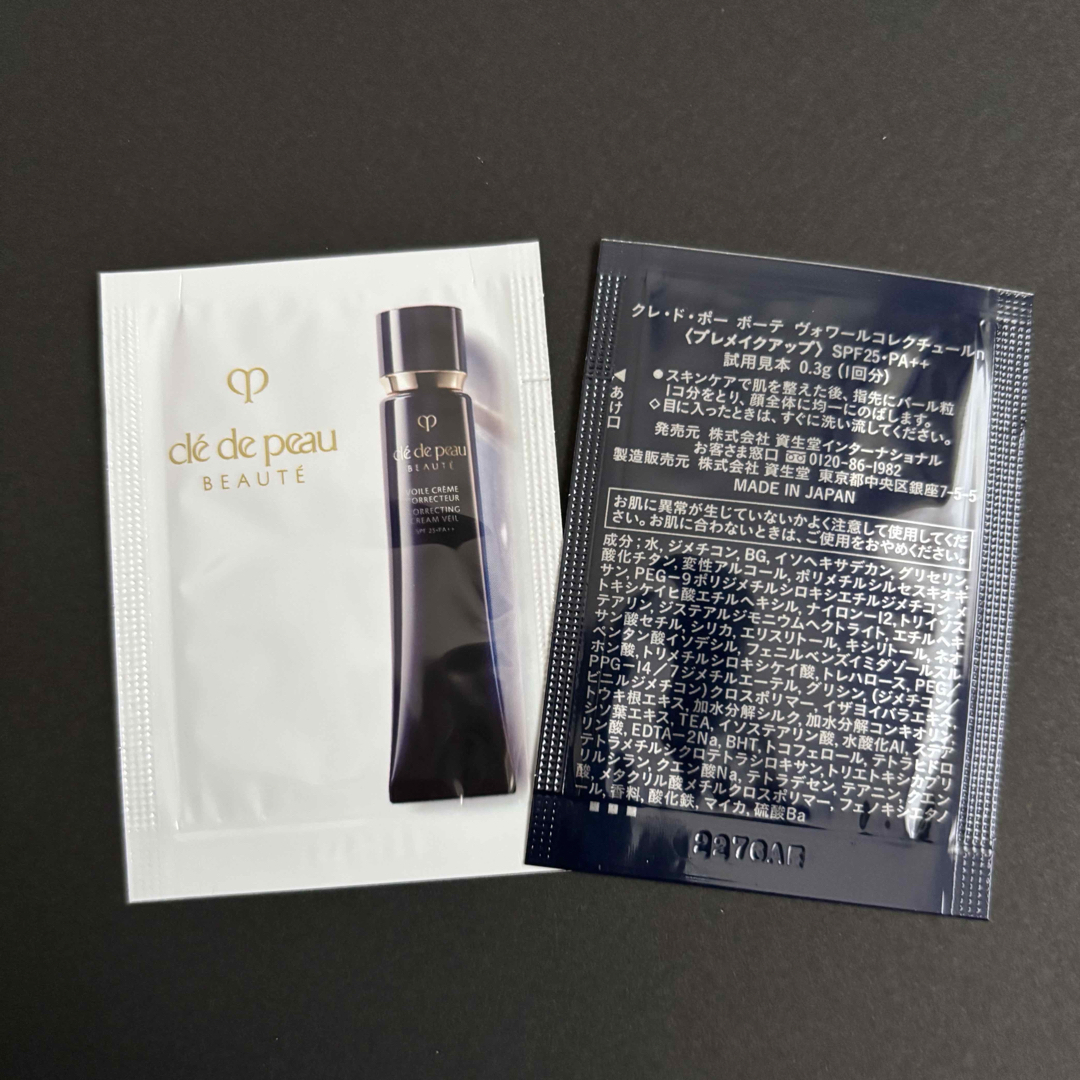 clé de peau
BEAUTÉ
clé de peau
BEAUTÉ
VOILE CRÈME
CORRECTEUR
CORRECTING
CREAM VEIL
SPF 25・PA++
クレ・ド・ポー ボーテ ヴォワールコレクチュールn
〈プレメイクアップ〉 SPF25・PA++
試用見本 0.3g (1回分)
◀あけ口
●スキンケアで肌を整えた後、指先にパール粒
1コ分をとり、顔全体に均一にのばします。
◇目に入ったときは、すぐに洗い流してください。
発売元 株式会社 資生堂インターナショナル
お客さま窓口 0120-86-1982
製造販売元 株式会社 資生堂 東京都中央区銀座7-5-5
MADE IN JAPAN
お肌に異常が生じていないかよく注意して使用してくだ
さい。お肌に合わないときは、ご使用をおやめください。
成分；水, ジメチコン, BG, イソヘキサデカン, グリセリン,
酸化チタン, 変性アルコール, ポリメチルシルセスキオキ
サン, PEG-9ポリジメチルシロキシエチルジメチコン, メ
トキシケイヒ酸エチルヘキシル, ナイロン-12, トリイソス
テアリン, ジステアルジモニウムヘクトライト, エチルヘキ
サン酸セチル, シリカ, エリスリトール, キシリトール, ネオ
ペンタン酸イソデシル, フェニルベンズイミダゾールスル
ホン酸, トリメチルシロキシケイ酸, トレハロース, PEG/
PPG-14/7ジメチルエーテル, グリシン, (ジメチコン/
ビニルジメチコン)クロスポリマー, イザヨイバラエキス,
トウキ根エキス, 加水分解シルク, 加水分解コンキオリン,
シソ葉エキス, TEA, イソステアリン酸, 水酸化Al, ステア
リン酸, EDTA-2Na, BHT, トコフェロール, テトラヒドロ
テトラメチルシクロテトラシロキサン, トリエトキシカプリ
リルシラン, クエン酸Na, テトラデセン, テアニン, クエン
酸, メタクリル酸メチルクロスポリマー, フェノキシエタノ
ール, 香料, 酸化鉄, マイカ, 硫酸Ba
2270AE